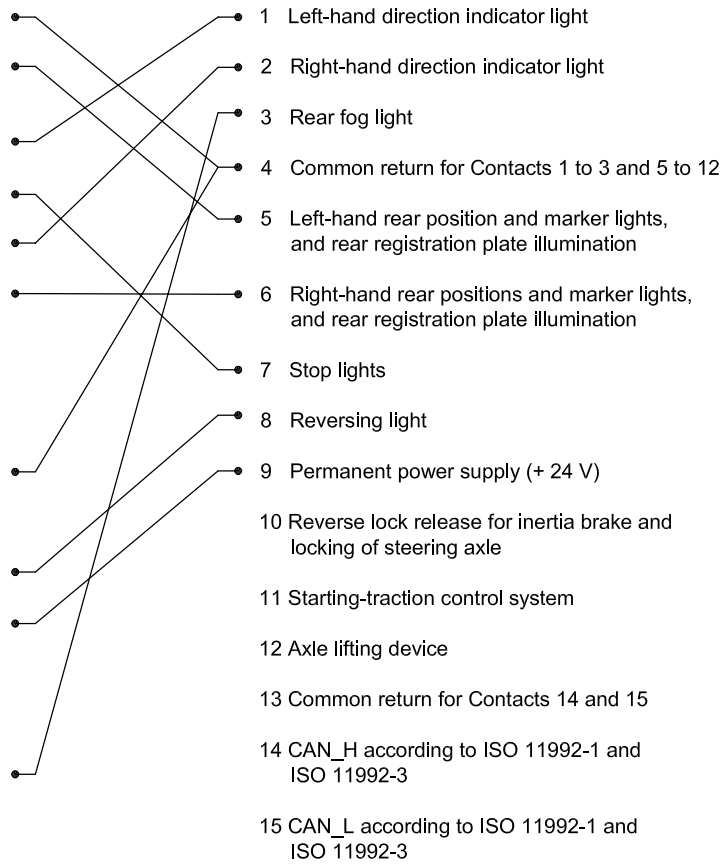 1 Left-hand direction indicator light
2 Right-hand direction indicator light
3 Rear fog light
4 Common return for Contacts 1 to 3 and 5 to 12
5 Left-hand rear position and marker lights,
and rear registration plate illumination
6 Right-hand rear positions and marker lights,
and rear registration plate illumination
7 Stop lights
8 Reversing light
9 Permanent power supply (+ 24 V)
10 Reverse lock release for inertia brake and
locking of steering axle
11 Starting-traction control system
12 Axle lifting device
13 Common return for Contacts 14 and 15
14 CAN_H according to ISO 11992-1 and
ISO 11992-3
15 CAN_L according to ISO 11992-1 and
ISO 11992-3